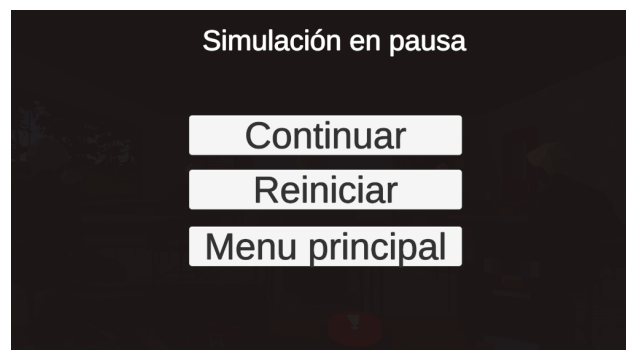 Simulación en pausa
Continuar
Reiniciar
Menu principal